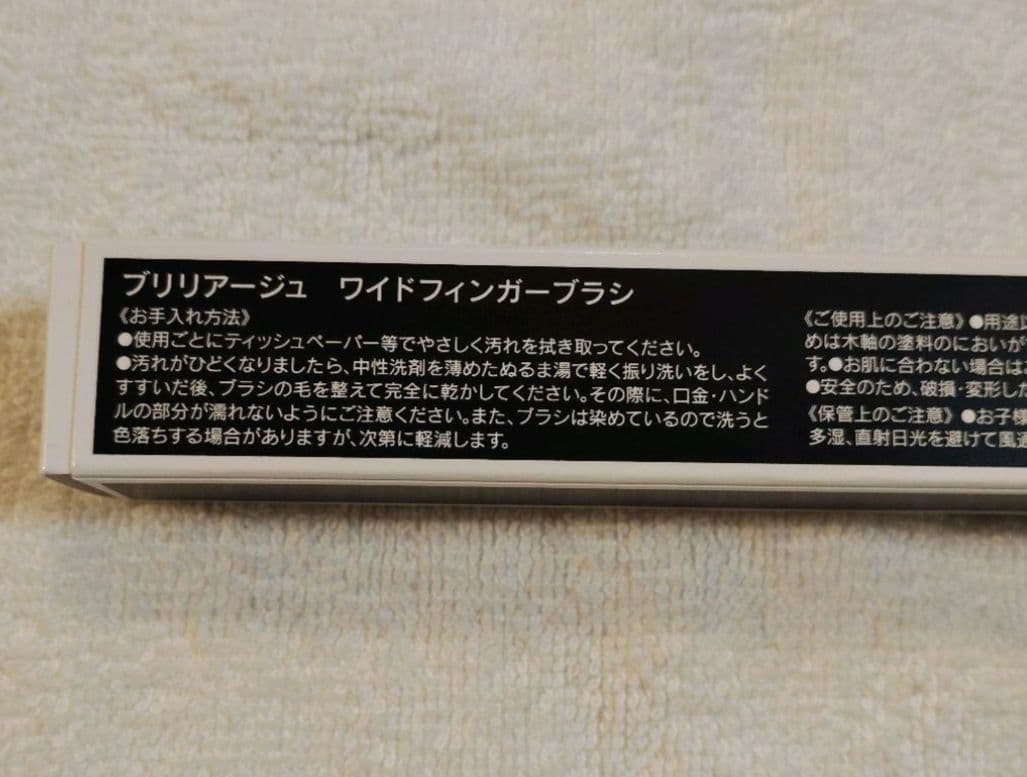 ブリリアージュ　ワイドフィンガーブラシ
《お手入れ方法》
●使用ごとにティッシュペーパー等でやさしく汚れを拭き取ってください。
●汚れがひどくなりましたら、中性洗剤を薄めたぬるま湯で軽く振り洗いをし、よく
すすいだ後、ブラシの毛を整えて完全に乾かしてください。その際に、口金・ハンド
ルの部分が濡れないようにご注意ください。また、ブラシは染めているので洗うと
色落ちする場合がありますが、次第に軽減します。
《ご使用上のご注意》●用途
めは木軸の塗料のにおいが
す。●お肌に合わない場合は
●安全のため、破損・変形し
《保管上のご注意》●お子様
多湿、直射日光を避けて風